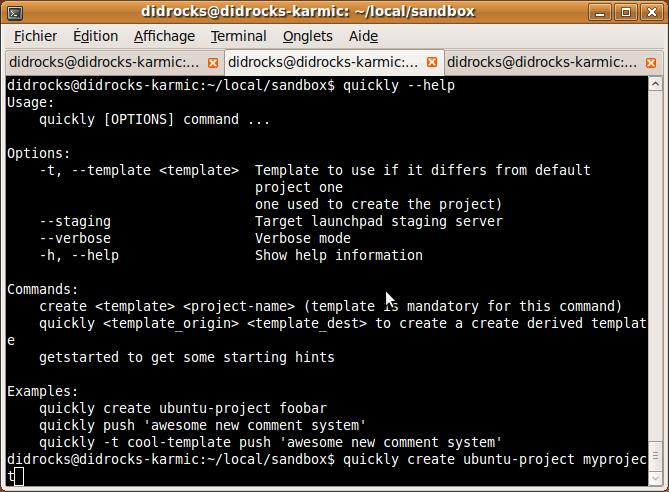 didrocks@didrocks-karmic: ~/local/sandbox
Fichier Édition Affichage Terminal Onglets Aide
didrocks@didrocks-karmic:... didrocks@didrocks-karmic:... didrocks@didrocks-karmic:...
didrocks@didrocks-karmic:~/local/sandbox$ quickly --help
Usage:
    quickly [OPTIONS] command ...

Options:
    -t, --template <template>  Template to use if it differs from default
                               project one
                               one used to create the project)
    --staging                  Target launchpad staging server
    --verbose                  Verbose mode
    -h, --help                 Show help information

Commands:
    create <template> <project-name> (template is mandatory for this command)
    quickly <template_origin> <template_dest> to create a create derived templat
e
    getstarted to get some starting hints

Examples:
    quickly create ubuntu-project foobar
    quickly push 'awesome new comment system'
    quickly -t cool-template push 'awesome new comment system'
didrocks@didrocks-karmic:~/local/sandbox$ quickly create ubuntu-project myprojec
t